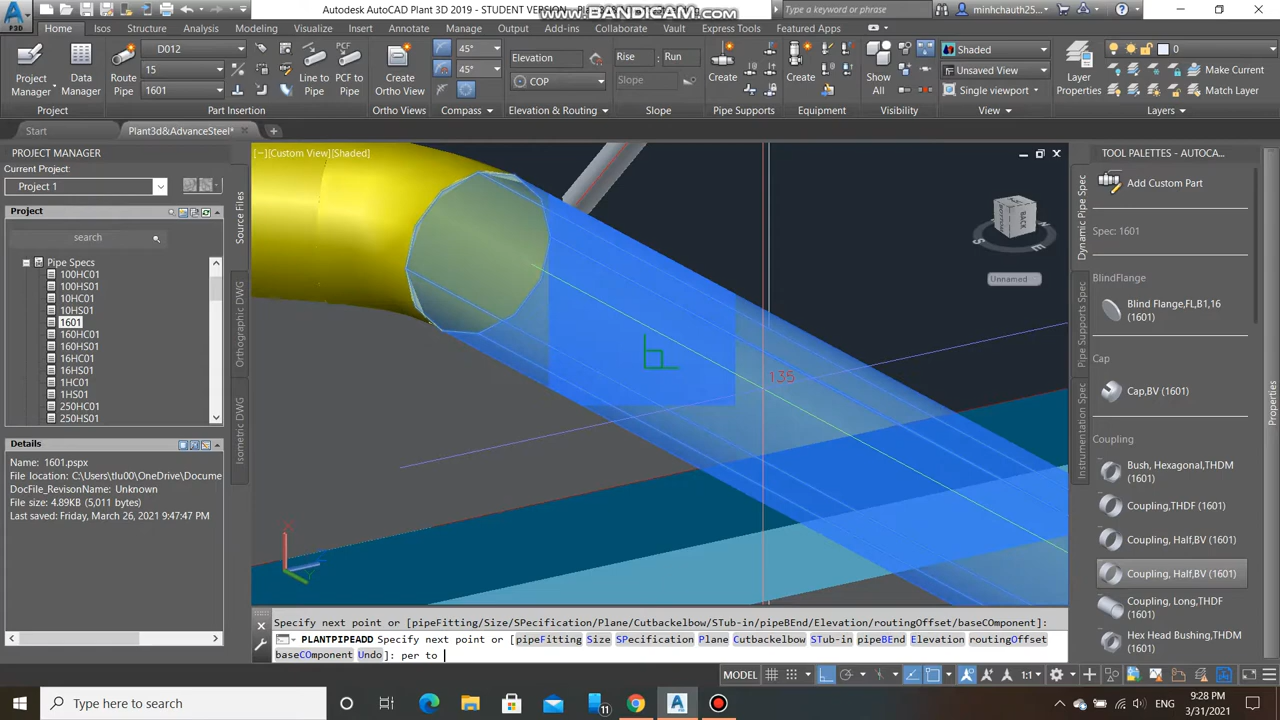 Autodesk AutoCAD Plant 3D 2019 - STUDENT VERSION
WWW.BANDICAM.COM
Type a keyword or phrase
minhchauth25...
P3D
Home
Isos
Structure
Analysis
Modeling
Visualize
Insert
Annotate
View
Manage
Output
Add-ins
Collaborate
Vault
Express Tools
Featured Apps
Project Manager
Data Manager
Route Pipe
D012
15
1601
Line to Pipe
PCF to Pipe
Create Ortho View
45°
45°
Elevation
COP
Rise :
Run
Slope
Create
Create
Show All
Shaded
Unsaved View
Single viewport
Layer Properties
0
Make Current
Match Layer
Project
Part Insertion
Ortho Views
Compass
Elevation & Routing
Slope
Pipe Supports
Equipment
Visibility
View
Layers
Start
Plant3d&AdvanceSteel*
PROJECT MANAGER
Current Project:
Project 1
Project
search
Pipe Specs
100HC01
100HS01
10HC01
10HS01
1601
160HC01
160HS01
16HC01
16HS01
1HC01
1HS01
250HC01
250HS01
Details
Name: 1601.pspx
File location: C:\Users\tlu00\OneDrive\Docume
DocFile_RevisonName: Unknown
File size: 4.89KB (5,011 bytes)
Last saved: Friday, March 26, 2021 9:47:47 PM
Source Files
Orthographic DWG
Isometric DWG
[−][Custom View][Shaded]
BACK
S
E
Unnamed
135
X
Y
Specify next point or [pipeFitting/Size/SPecification/Plane/Cutbackelbow/STub-in/pipeBEnd/Elevation/routingOffset/baseCOmponent]:
PLANTPIPEADD Specify next point or [pipeFitting Size SPecification Plane Cutbackelbow STub-in pipeBEnd Elevation routingOffset
baseCOmponent Undo]: per to
TOOL PALETTES - AUTOCA...
Dynamic Pipe Spec
Pipe Supports Spec
Instrumentation Spec
Properties
Add Custom Part
Spec: 1601
BlindFlange
Blind Flange,FL,B1,16
(1601)
Cap
Cap,BV (1601)
Coupling
Bush, Hexagonal,THDM
(1601)
Coupling,THDF (1601)
Coupling, Half,BV (1601)
Coupling, Half,BV (1601)
Coupling, Long,THDF
(1601)
Hex Head Bushing,THDM
(1601)
MODEL
1:1
Type here to search
11
ENG
9:28 PM
3/31/2021